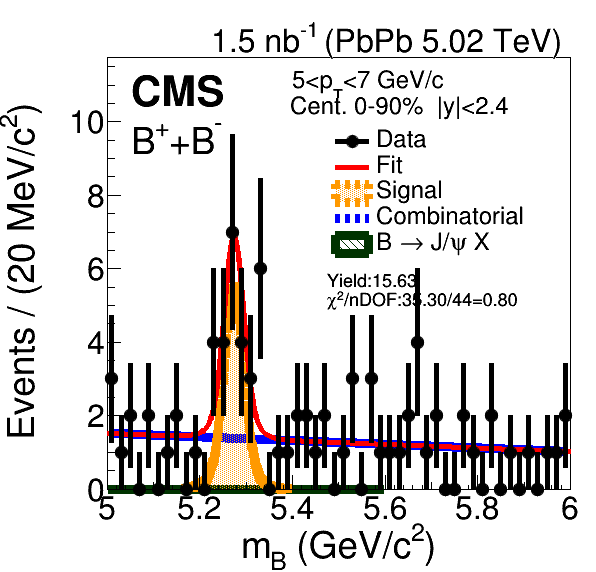 1.5 nb⁻¹ (PbPb 5.02 TeV)
CMS
B⁺+B⁻
5<p_T<7 GeV/c
Cent. 0-90% |y|<2.4
Data
Fit
Signal
Combinatorial
B → J/ψ X
Yield:15.63
χ²/nDOF:35.30/44=0.80
Events / (20 MeV/c²)
10
8
6
4
2
0
5 5.2 5.4 5.6 5.8 6
m_B (GeV/c²)